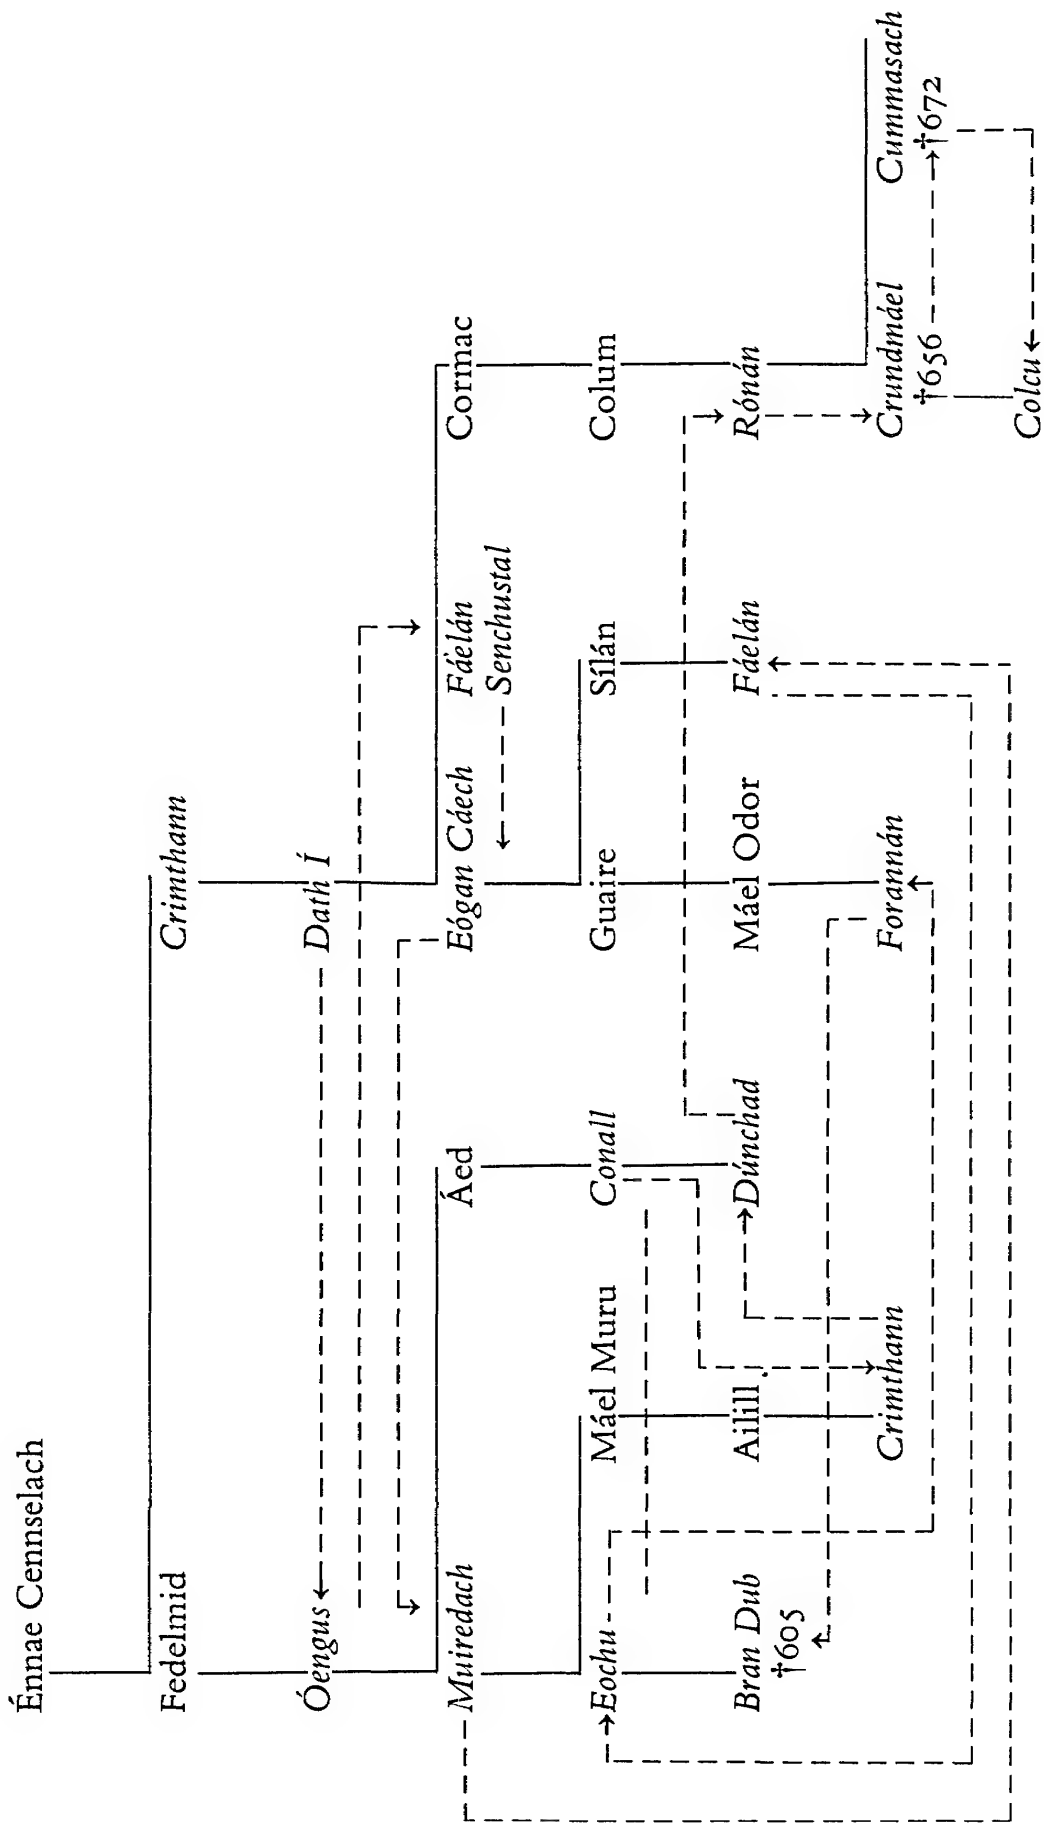 Énnae Cennselach
Fedelmid Crimthann
Óengus Dath Í
Muiredach Áed Eógan Cáech Fáelán Cormac
Senchustal
Eochu Máel Muru Conall Guaire Sílán Colum
Bran Dub Ailill Dúnchad Máel Odor Fáelán Rónán
†605
Crimthann Forannán Crundmáel Cummasach
†656 †672
Colcu